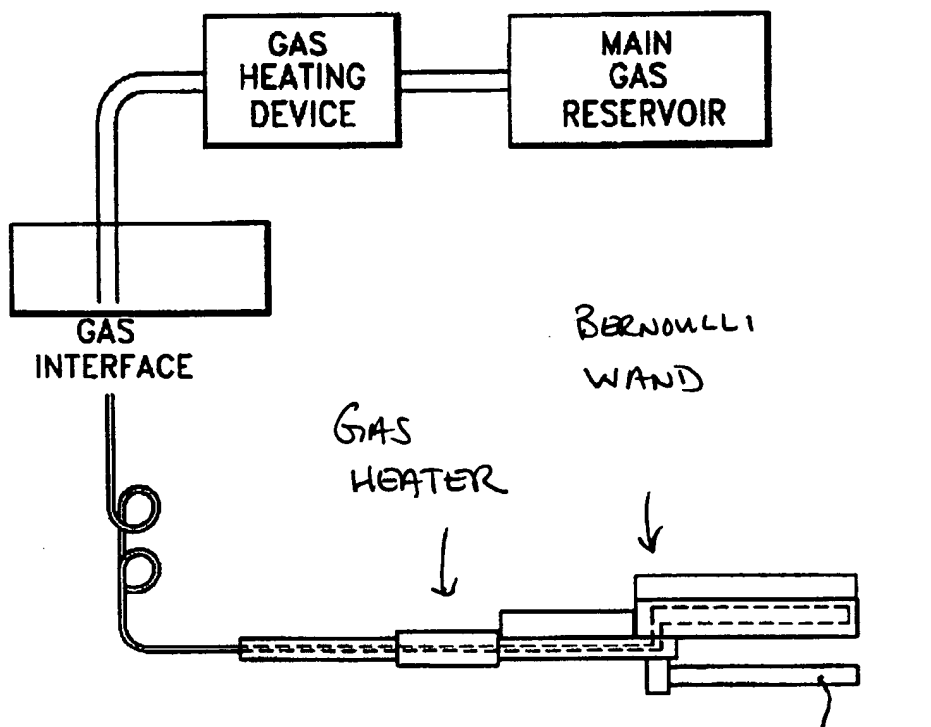 GAS
HEATING
DEVICE
MAIN
GAS
RESERVOIR
GAS
INTERFACE
BERNOULLI
WAND
GAS
HEATER